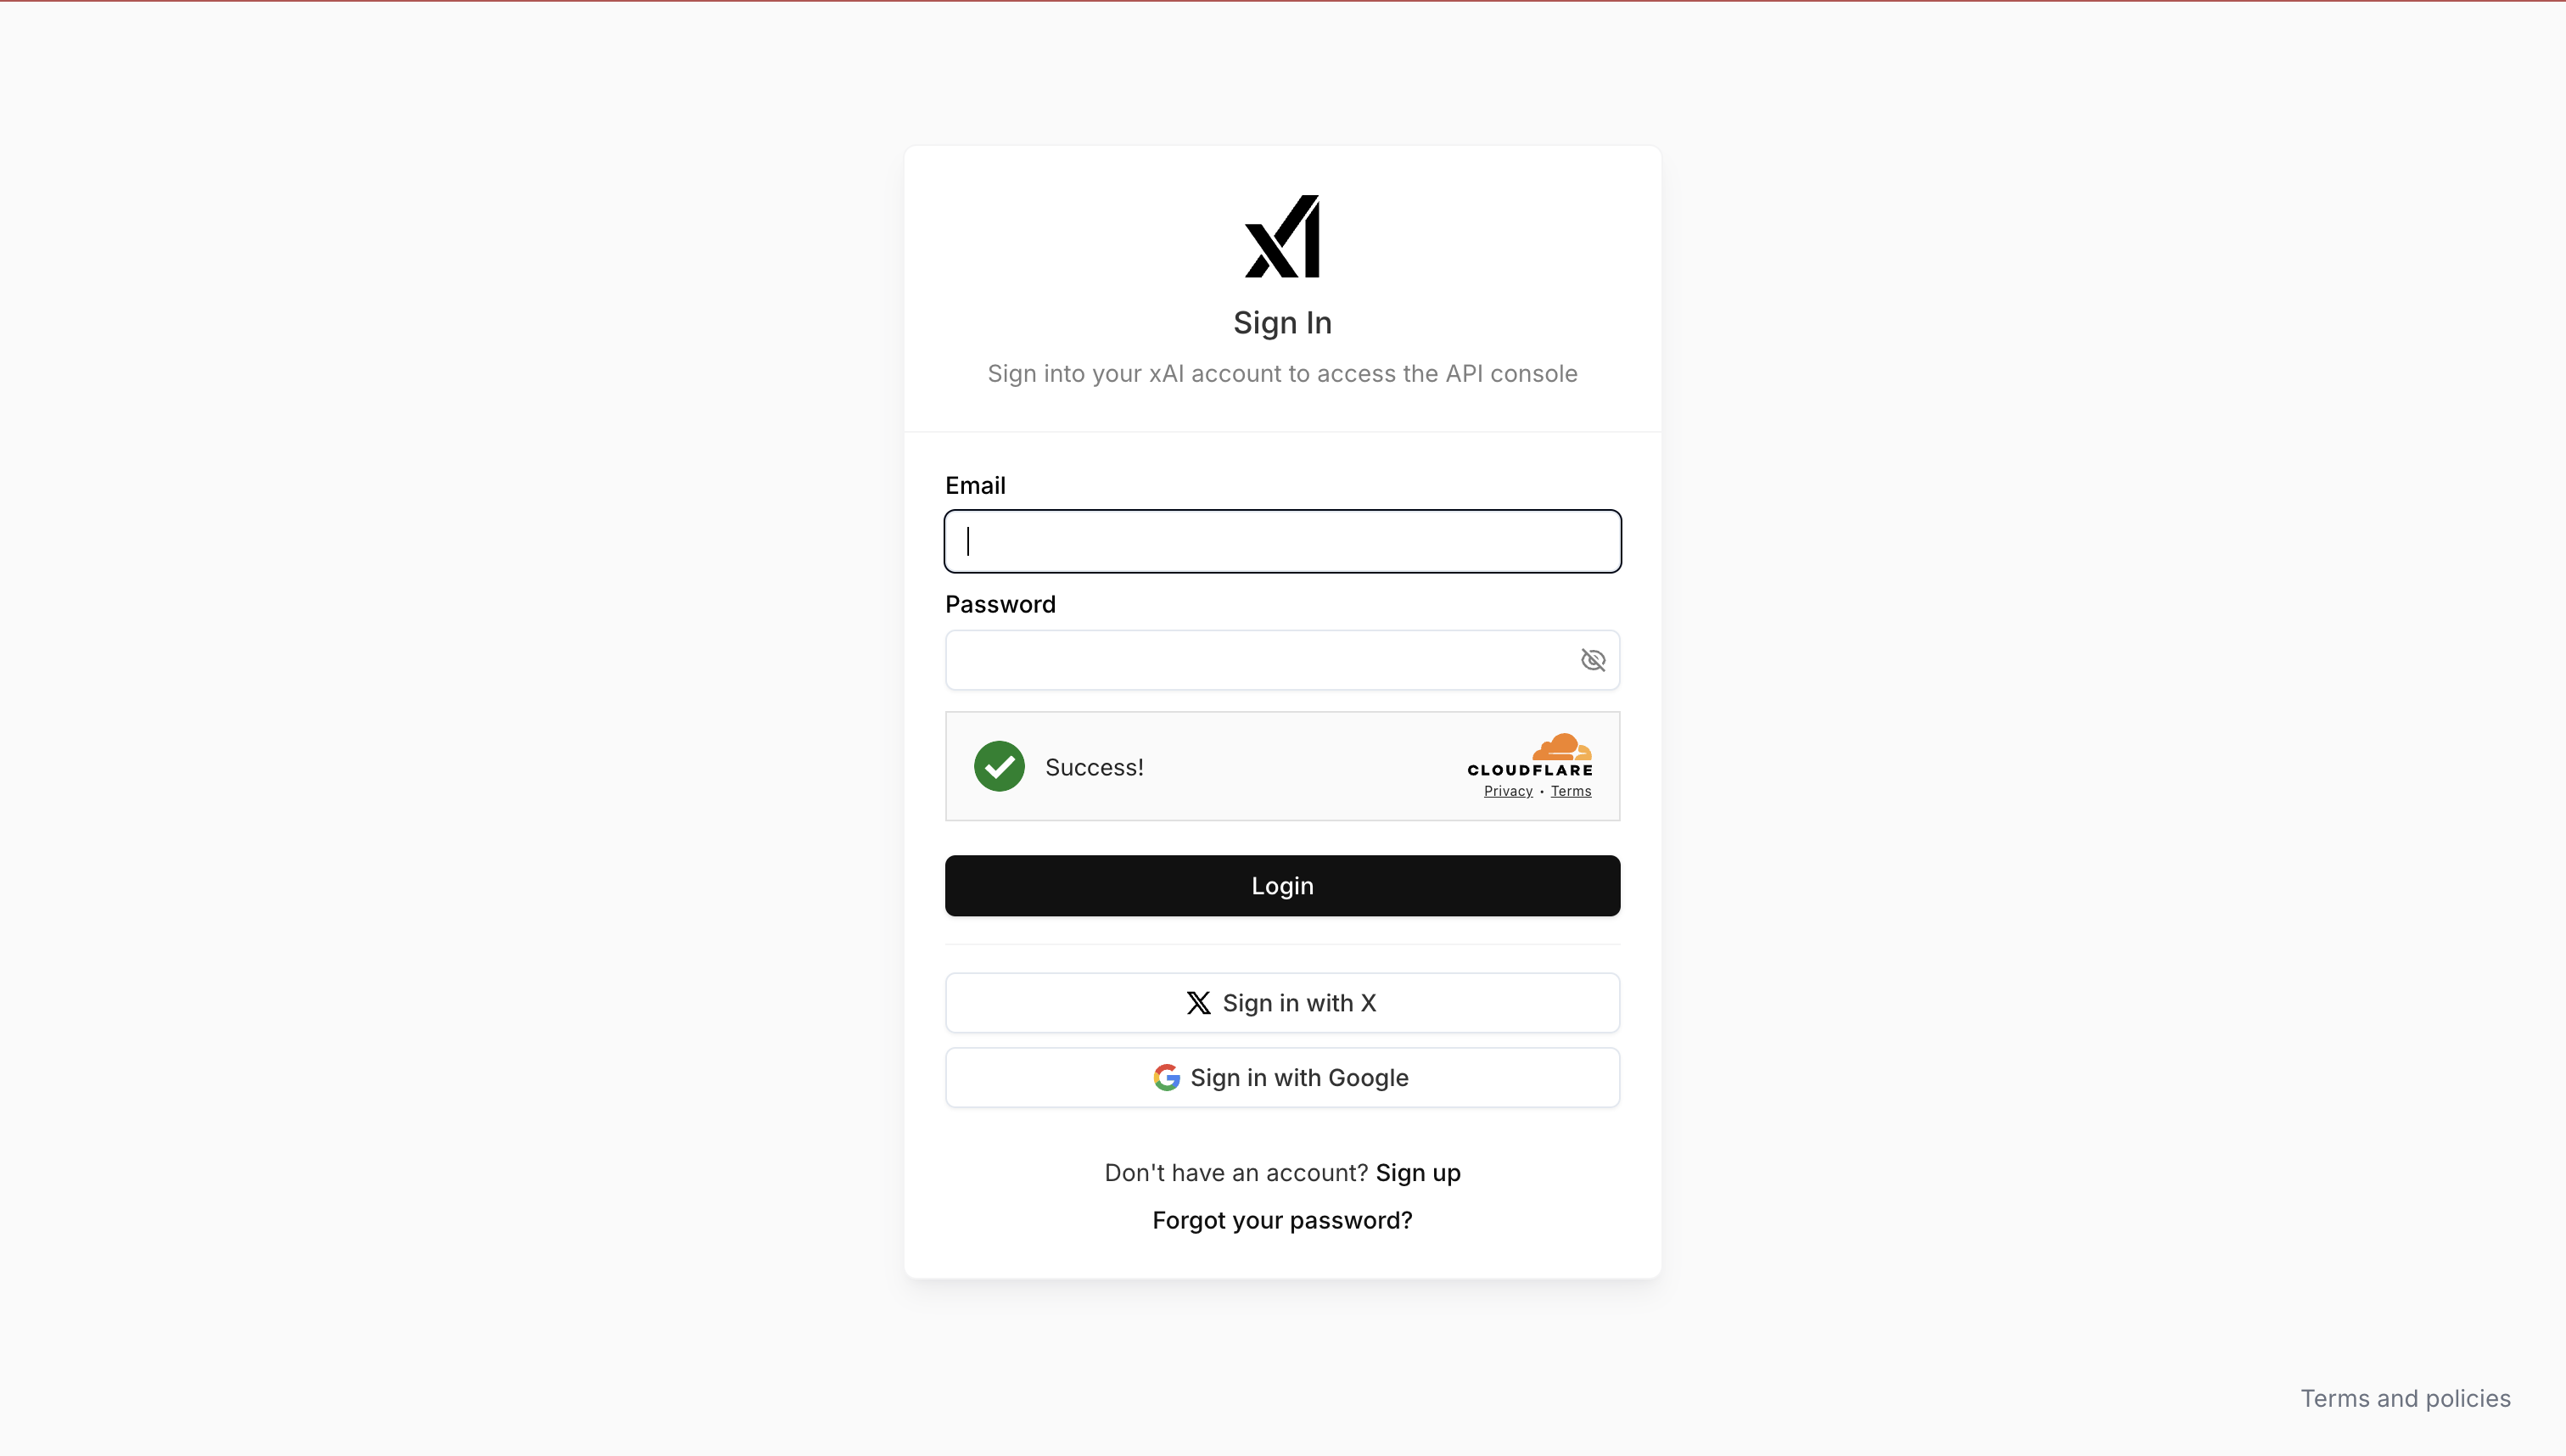 xI
Sign In
Sign into your xAI account to access the API console
Email
Password
Success!
CLOUDFLARE
Privacy • Terms
Login
Sign in with X
Sign in with Google
Don't have an account? Sign up
Forgot your password?
Terms and policies